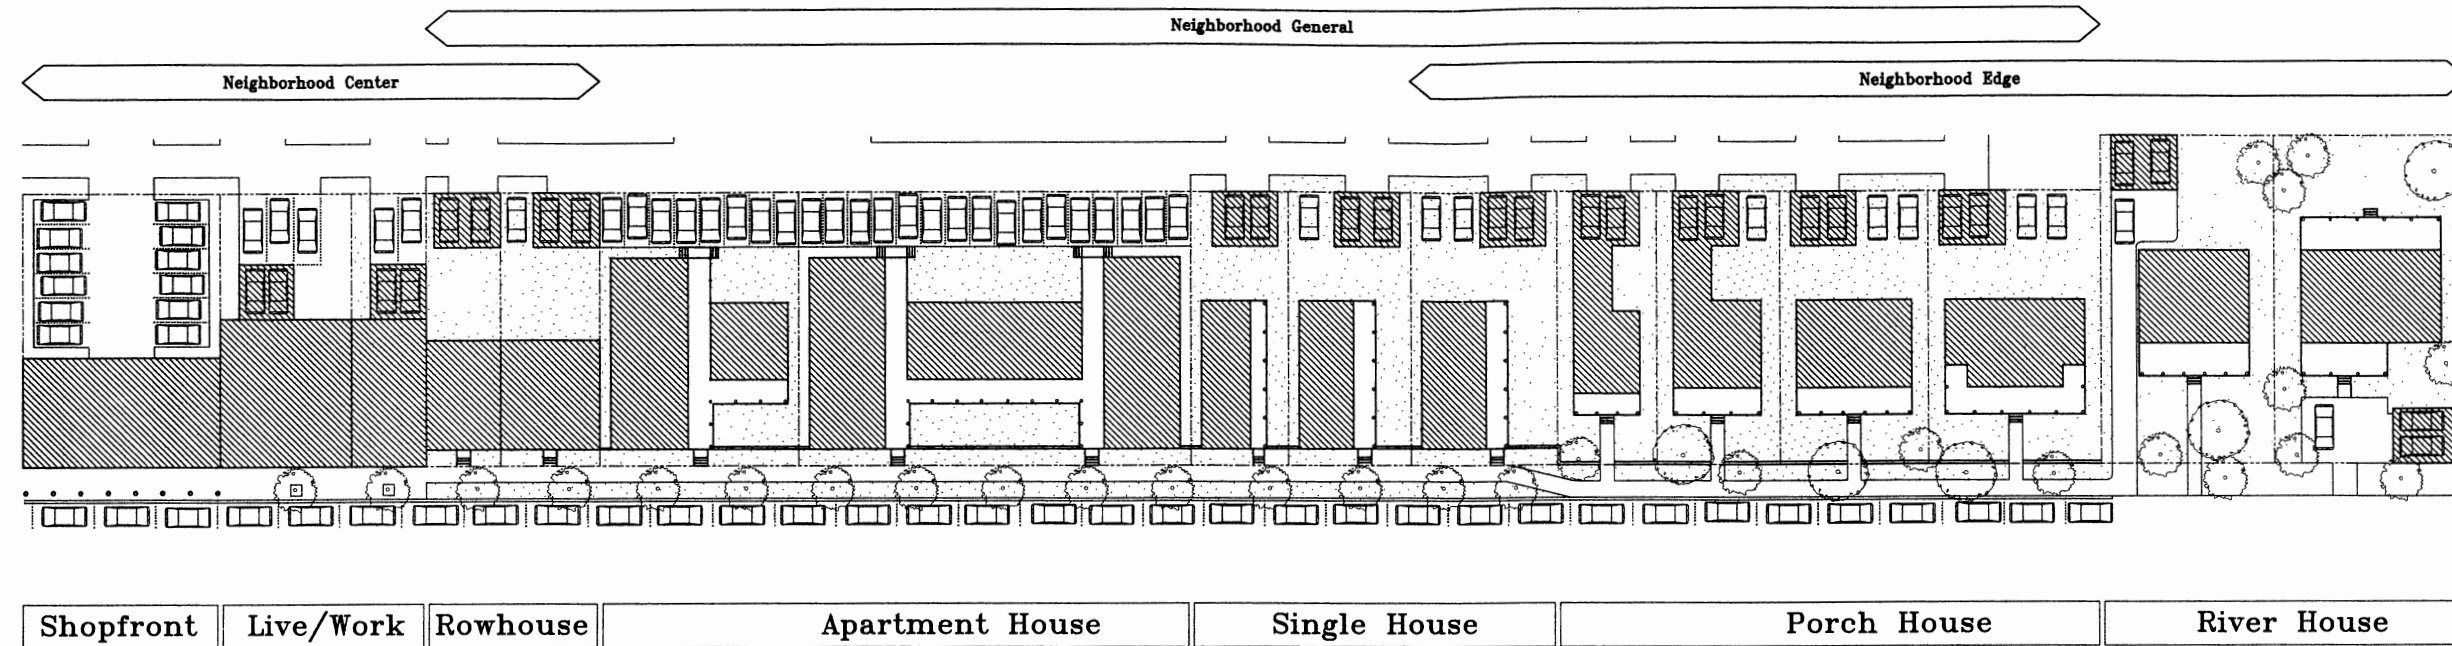 Neighborhood General
Neighborhood Center
Neighborhood Edge
Shopfront
Live/Work
Rowhouse
Apartment House
Single House
Porch House
River House